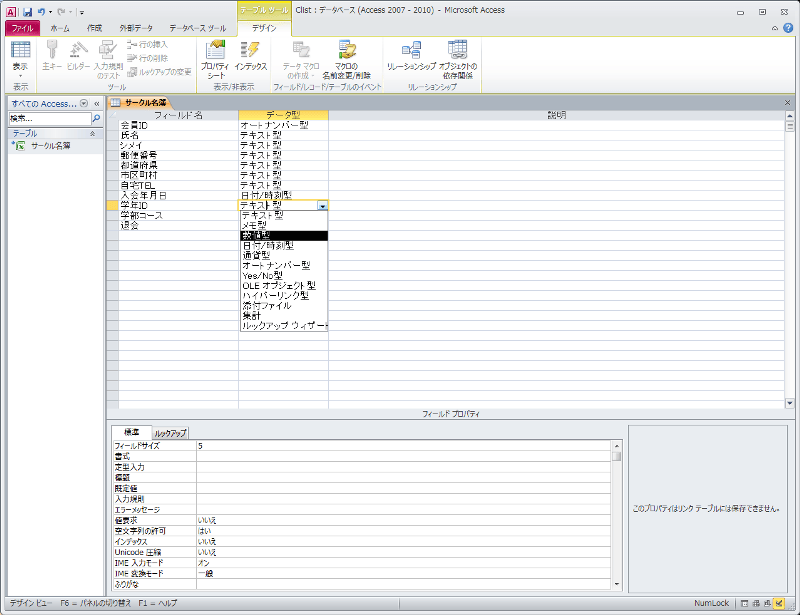 テーブル ツール
Clist : データベース (Access 2007 - 2010) - Microsoft Access
ファイル
ホーム
作成
外部データ
データベース ツール
デザイン
表示
主キー
ビルダー
入力規則のテスト
行の挿入
行の削除
ルックアップの変更
プロパティ シート
インデックス
データ マクロの作成
マクロの名前変更/削除
リレーションシップ
オブジェクトの依存関係
表示
ツール
表示/非表示
フィールド/レコード/テーブルのイベント
リレーションシップ
すべての Access...
検索...
テーブル
サークル名簿
サークル名簿
フィールド名
データ型
説明
会員ID
オートナンバー型
氏名
テキスト型
シメイ
テキスト型
郵便番号
テキスト型
都道府県
テキスト型
市区町村
テキスト型
自宅TEL
テキスト型
入会年月日
日付/時刻型
学年ID
テキスト型
学部コース
テキスト型
退会
メモ型
数値型
日付/時刻型
通貨型
オートナンバー型
Yes/No型
OLE オブジェクト型
ハイパーリンク型
添付ファイル
集計
ルックアップ ウィザード
フィールド プロパティ
標準
ルックアップ
フィールドサイズ
5
書式
定型入力
標題
既定値
入力規則
エラーメッセージ
値要求
いいえ
空文字列の許可
はい
インデックス
いいえ
Unicode 圧縮
いいえ
IME 入力モード
オン
IME 変換モード
一般
ふりがな
このプロパティはリンク テーブルには保存できません。
デザイン ビュー
F6 = パネルの切り替え
F1 = ヘルプ
NumLock